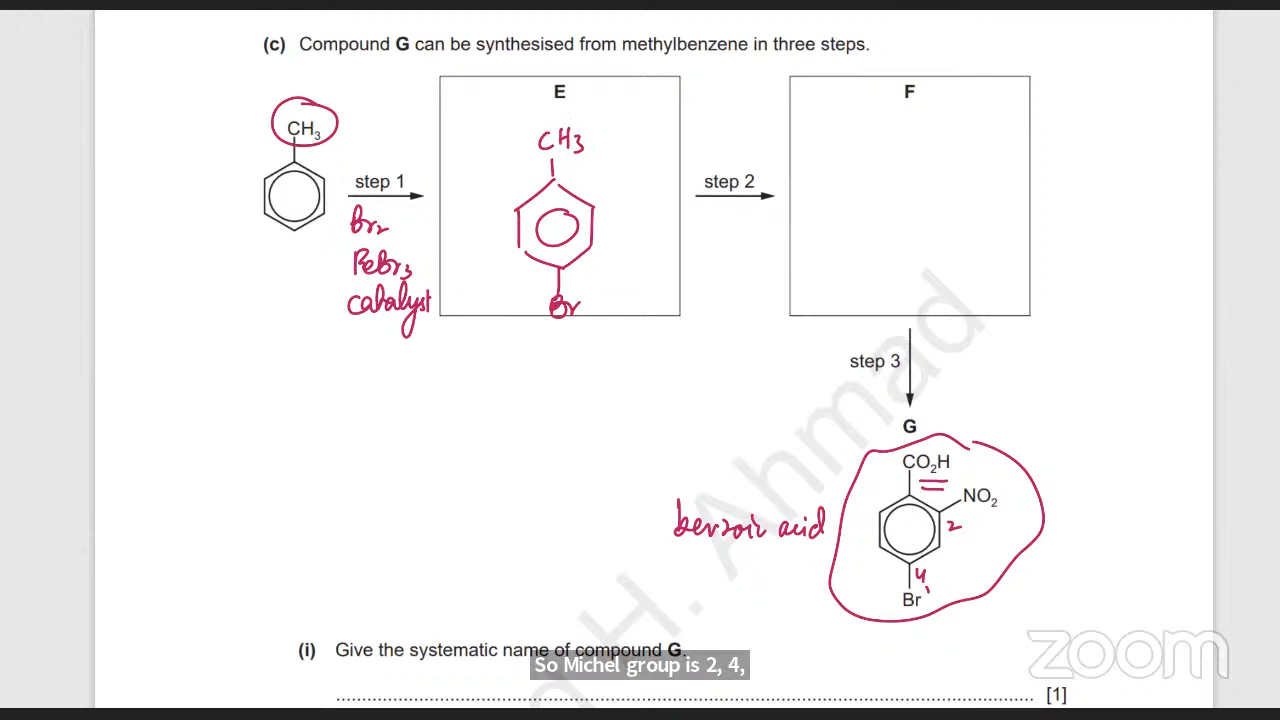 (c) Compound G can be synthesised from methylbenzene in three steps.
E
F
CH3
CH3
step 1
step 2
Br2
FeBr3
catalyst
Br
step 3
G
CO2H
NO2
benzoic acid
2
4
Br
H. Ahmad
zoom
(i) Give the systematic name of compound G.
So Michel group is 2, 4,
[1]